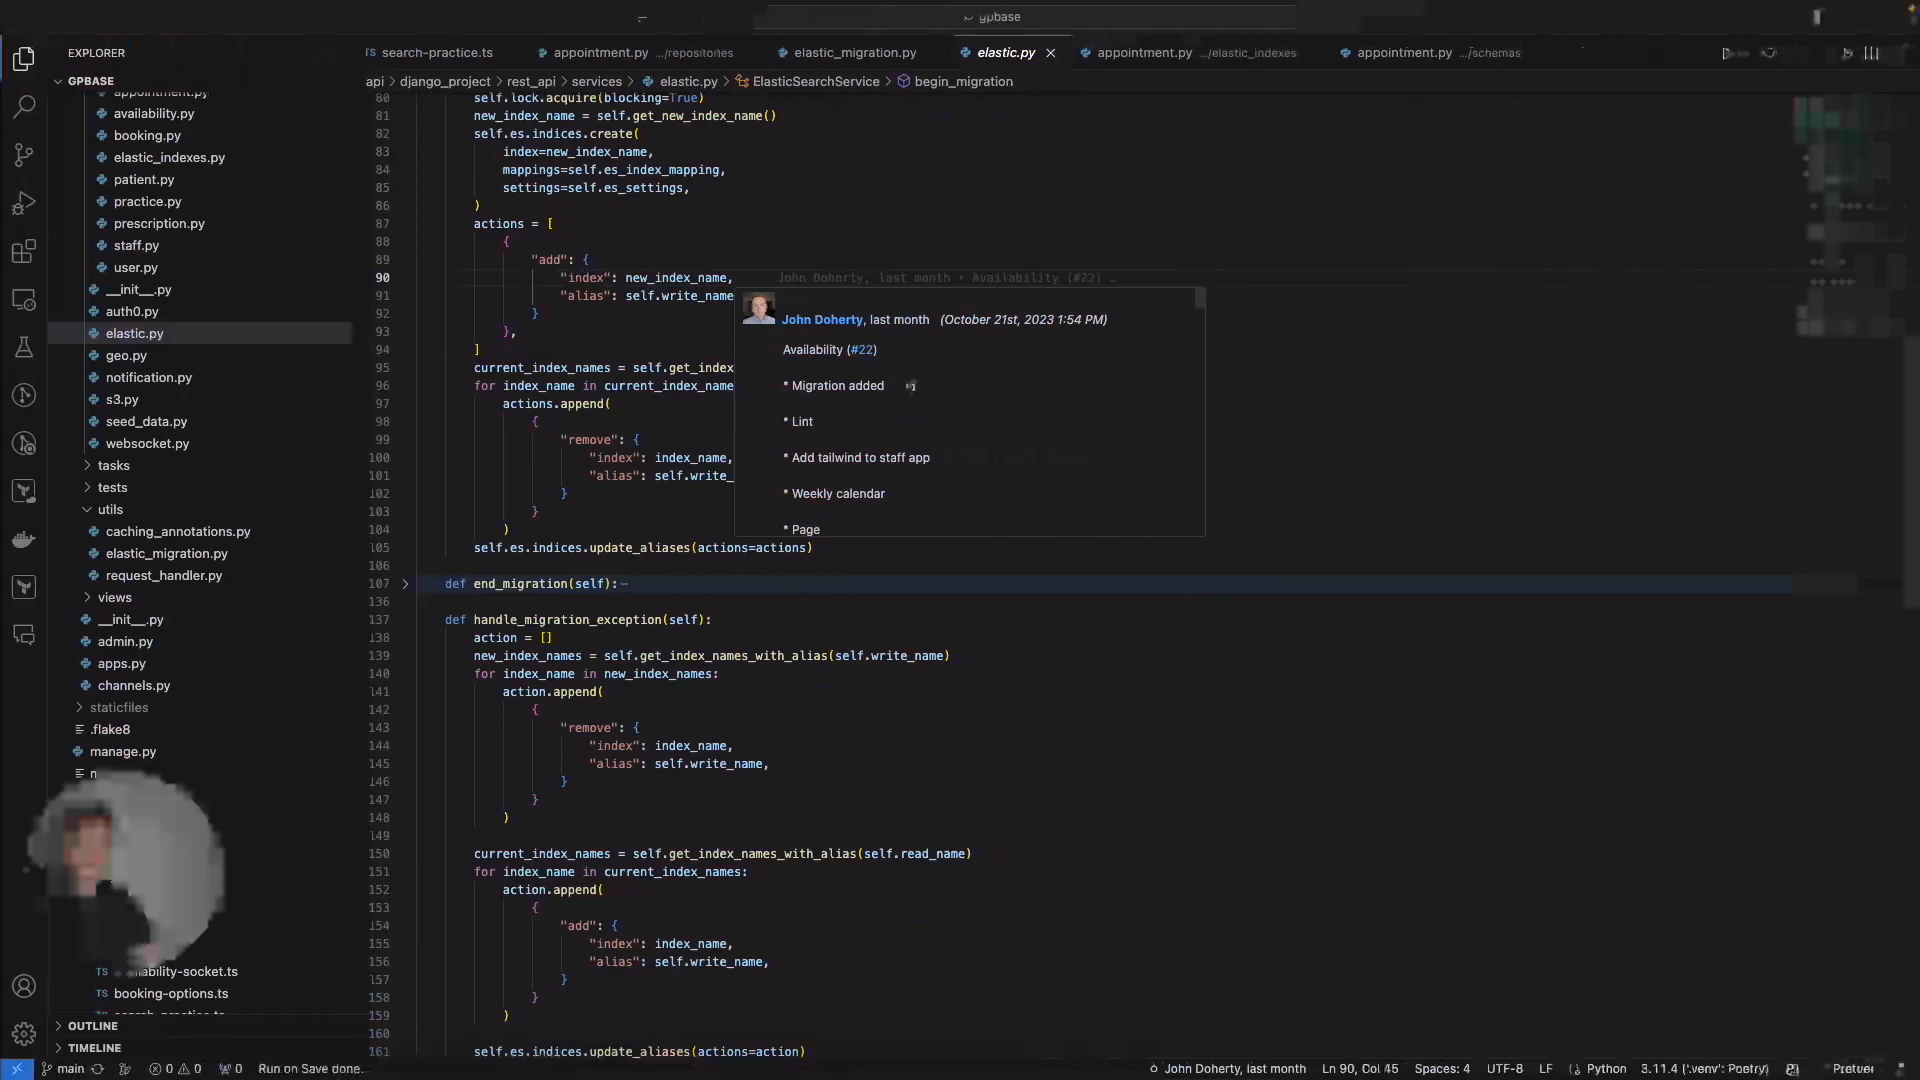 gpbase
EXPLORER
search-practice.ts
appointment.py .../repositories
elastic_migration.py
elastic.py
appointment.py .../elastic_indexes
appointment.py .../schemas
GPBASE
api > django_project > rest_api > services > elastic.py > ElasticSearchService > begin_migration
appointment.py
availability.py
booking.py
elastic_indexes.py
patient.py
practice.py
prescription.py
staff.py
user.py
__init__.py
auth0.py
elastic.py
geo.py
notification.py
s3.py
seed_data.py
websocket.py
tasks
tests
utils
caching_annotations.py
elastic_migration.py
request_handler.py
views
__init__.py
admin.py
apps.py
channels.py
staticfiles
.flake8
manage.py
booking-options.ts
OUTLINE
TIMELINE
80 self.lock.acquire(blocking=True)
81 new_index_name = self.get_new_index_name()
82 self.es.indices.create(
83 index=new_index_name,
84 mappings=self.es_index_mapping,
85 settings=self.es_settings,
86 )
87 actions = [
88 {
89 "add": {
90 "index": new_index_name, John Doherty, last month • Availability (#22) …
91 "alias": self.write_name
92 }
93 },
94 ]
95 current_index_names = self.get_index
96 for index_name in current_index_name
97 actions.append(
98 {
99 "remove": {
100 "index": index_name,
101 "alias": self.write_
102 }
103 }
104 )
105 self.es.indices.update_aliases(actions=actions)
106
107 def end_migration(self): ⋯
136
137 def handle_migration_exception(self):
138 action = []
139 new_index_names = self.get_index_names_with_alias(self.write_name)
140 for index_name in new_index_names:
141 action.append(
142 {
143 "remove": {
144 "index": index_name,
145 "alias": self.write_name,
146 }
147 }
148 )
149
150 current_index_names = self.get_index_names_with_alias(self.read_name)
151 for index_name in current_index_names:
152 action.append(
153 {
154 "add": {
155 "index": index_name,
156 "alias": self.write_name,
157 }
158 }
159 )
160
161 self.es.indices.update_aliases(actions=action)
John Doherty, last month (October 21st, 2023 1:54 PM)
Availability (#22)
* Migration added
* Lint
* Add tailwind to staff app
* Weekly calendar
* Page
main
0 0
0
Run on Save done.
John Doherty, last month
Ln 90, Col 45
Spaces: 4
UTF-8
LF
Python
3.11.4 ('.venv': Poetry)